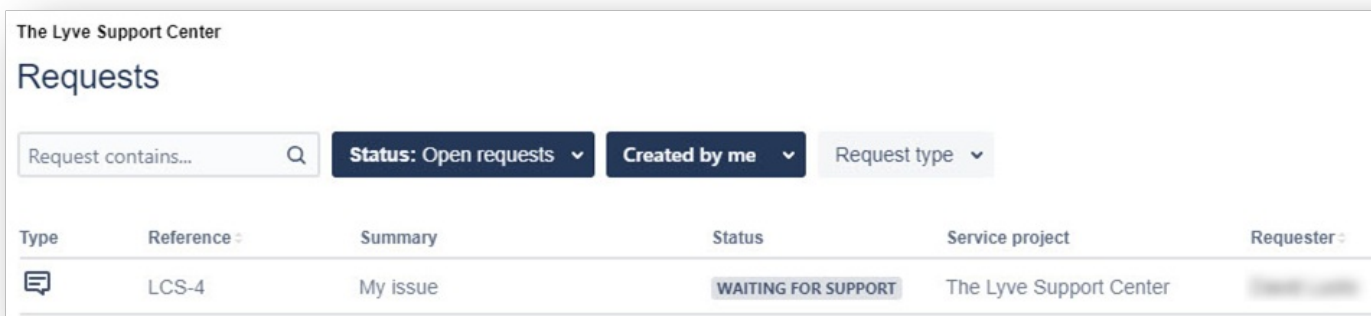 The Lyve Support Center
Requests
Request contains... Status: Open requests Created by me Request type
Type Reference Summary Status Service project Requester
LCS-4 My issue WAITING FOR SUPPORT The Lyve Support Center